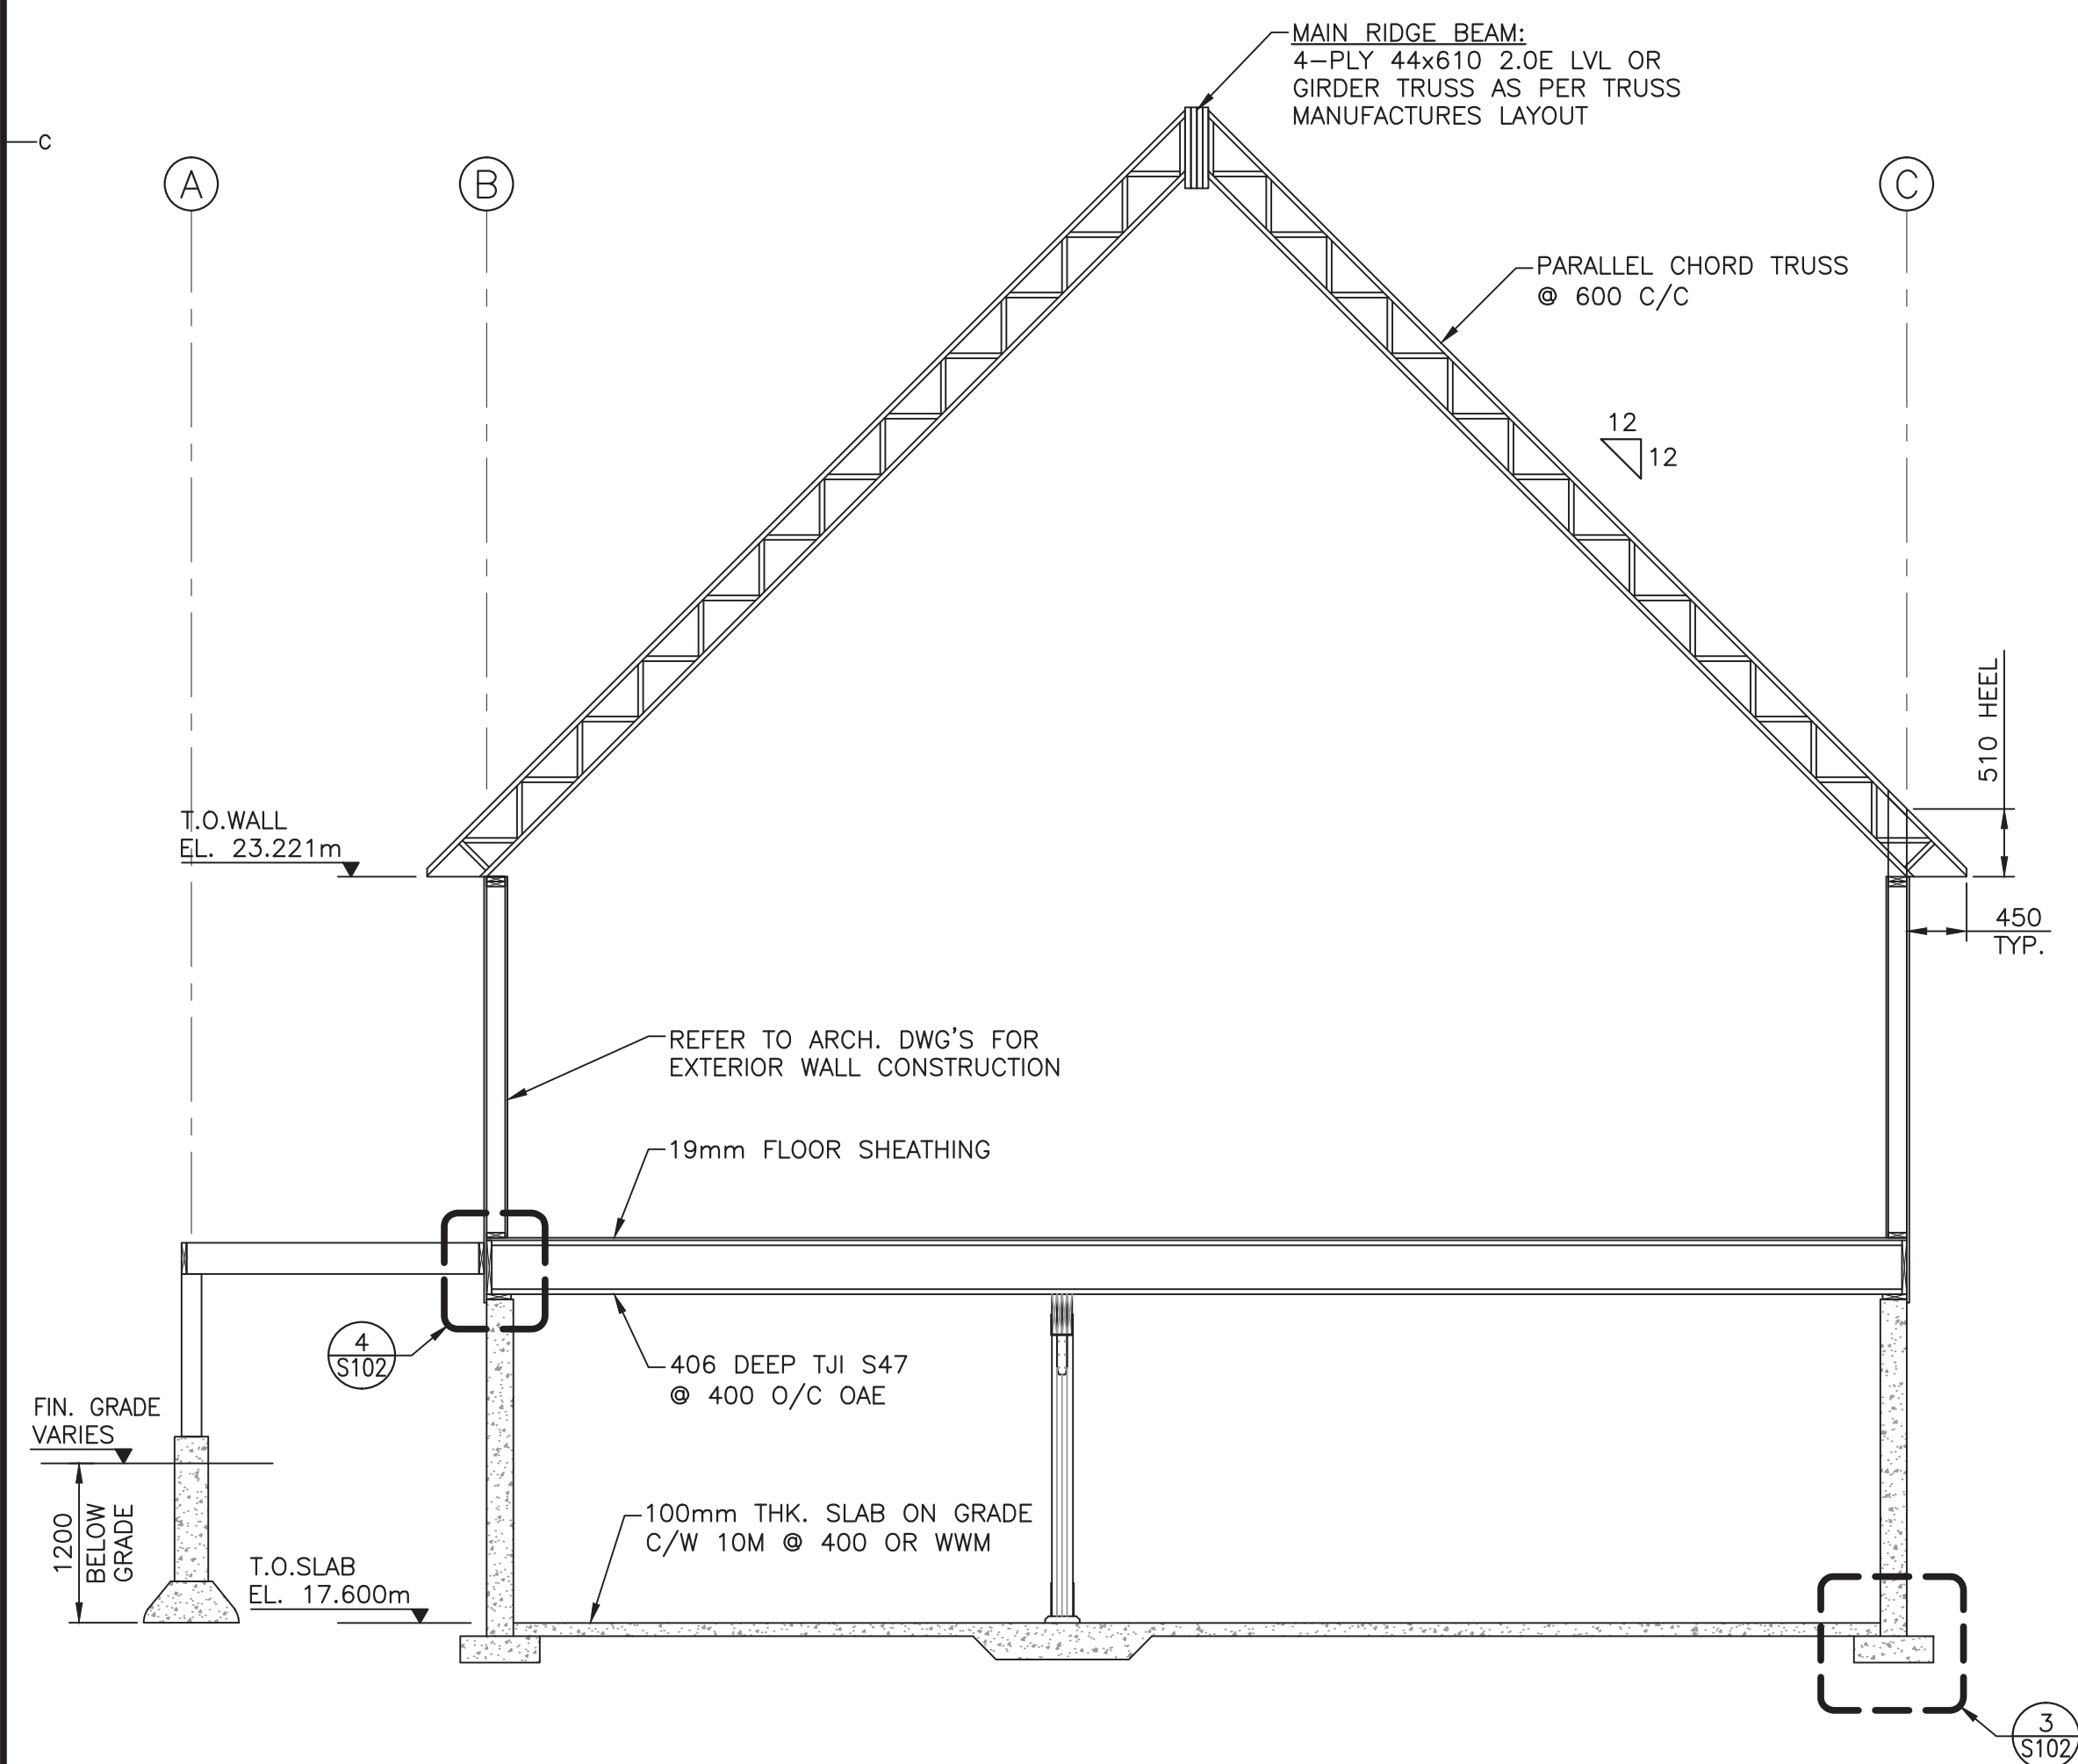 MAIN RIDGE BEAM:
4-PLY 44x610 2.0E LVL OR
GIRDER TRUSS AS PER TRUSS
MANUFACTURES LAYOUT
C
A
B
C
PARALLEL CHORD TRUSS
@ 600 C/C
12
12
510 HEEL
T.O.WALL
EL. 23.221m
450
TYP.
REFER TO ARCH. DWG'S FOR
EXTERIOR WALL CONSTRUCTION
19mm FLOOR SHEATHING
4
S102
406 DEEP TJI S47
@ 400 O/C OAE
FIN. GRADE
VARIES
1200
BELOW
GRADE
100mm THK. SLAB ON GRADE
C/W 10M @ 400 OR WWM
T.O.SLAB
EL. 17.600m
3
S102